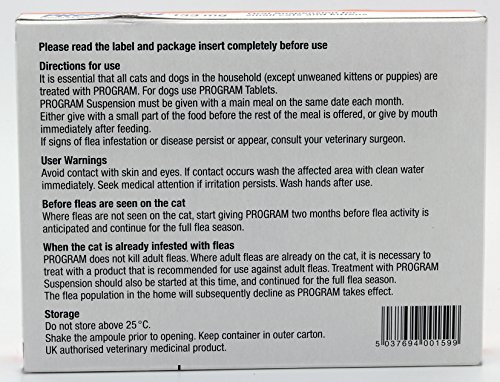 Please read the label and package insert completely before use
Directions for use
It is essential that all cats and dogs in the household (except unweaned kittens or puppies) are
treated with PROGRAM. For dogs use PROGRAM Tablets.
PROGRAM Suspension must be given with a main meal on the same date each month.
Either give with a small part of the food before the rest of the meal is offered, or give by mouth
immediately after feeding.
If signs of flea infestation or disease persist or appear, consult your veterinary surgeon.
User Warnings
Avoid contact with skin and eyes. If contact occurs wash the affected area with clean water
immediately. Seek medical attention if irritation persists. Wash hands after use.
Before fleas are seen on the cat
Where fleas are not seen on the cat, start giving PROGRAM two months before flea activity is
anticipated and continue for the full flea season.
When the cat is already infested with fleas
PROGRAM does not kill adult fleas. Where adult fleas are already on the cat, it is necessary to
treat with a product that is recommended for use against adult fleas. Treatment with PROGRAM
Suspension should also be started at this time, and continued for the full flea season.
The flea population in the home will subsequently decline as PROGRAM takes effect.
Storage
Do not store above 25°C.
Shake the ampoule prior to opening. Keep container in outer carton.
UK authorised veterinary medicinal product.
5 037694 001599